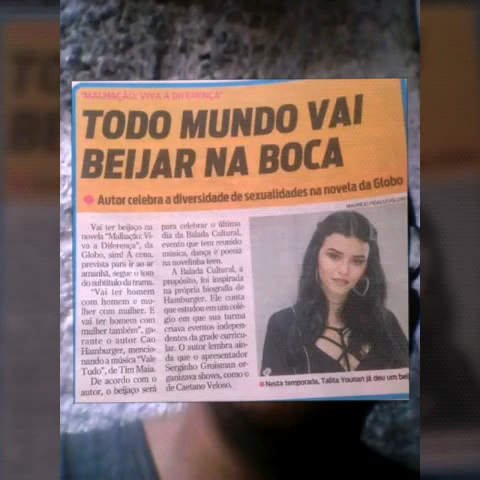 "MALHAÇÃO: VIVA A DIFERENÇA"
TODO MUNDO VAI
BEIJAR NA BOCA
Autor celebra a diversidade de sexualidades na novela da Globo
Vai ter beijaço na
novela "Malhação: Vi-
va a Diferença", da
Globo, sim! A cena,
prevista para ir ao ar
amanhã, segue o tom
do subtítulo da trama.
"Vai ter homem
com homem e mu-
lher com mulher. E
vai ter homem com
mulher também", ga-
rante o autor Cao
Hamburger, mencio-
nando a música "Vale
Tudo", de Tim Maia.
De acordo com o
autor, o beijaço será
para celebrar o último
dia da Balada Cultural,
evento que tem reunido
música, dança e poesia
na novelinha teen.
A Balada Cultural, a
propósito, foi inspirada
na própria biografia de
Hamburger. Ele conta
que estudou em um colé-
gio em que sua turma
criava eventos indepen-
dentes da grade curricu-
lar. O autor lembra ain-
da que o apresentador
Serginho Groisman or-
ganizava shows, como o
de Caetano Veloso.
Nesta temporada, Talita Younan já deu um bei